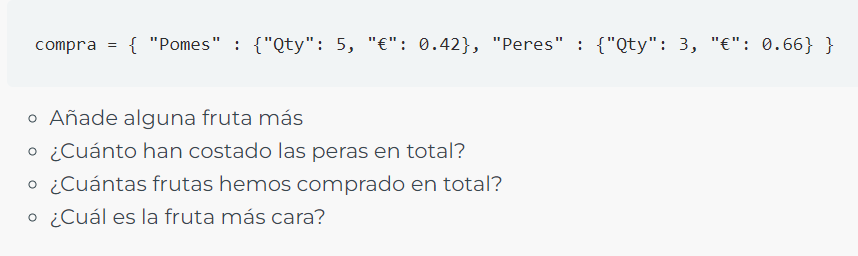 compra = { "Pomes" : {"Qty": 5, "€": 0.42}, "Peres" : {"Qty": 3, "€": 0.66} }
Añade alguna fruta más
¿Cuánto han costado las peras en total?
¿Cuántas frutas hemos comprado en total?
¿Cuál es la fruta más cara?